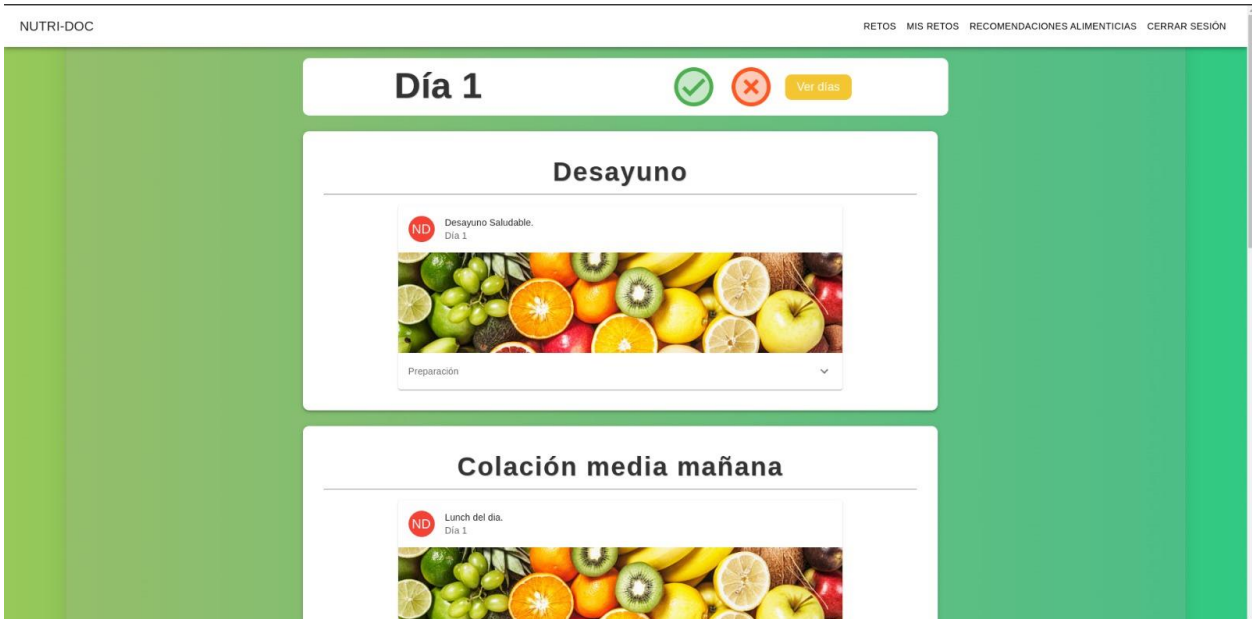 NUTRI-DOC
RETOS MIS RETOS RECOMENDACIONES ALIMENTICIAS CERRAR SESIÓN
Día 1
Ver días
Desayuno
ND
Desayuno Saludable.
Día 1
Preparación
Colación media mañana
ND
Lunch del dia.
Día 1